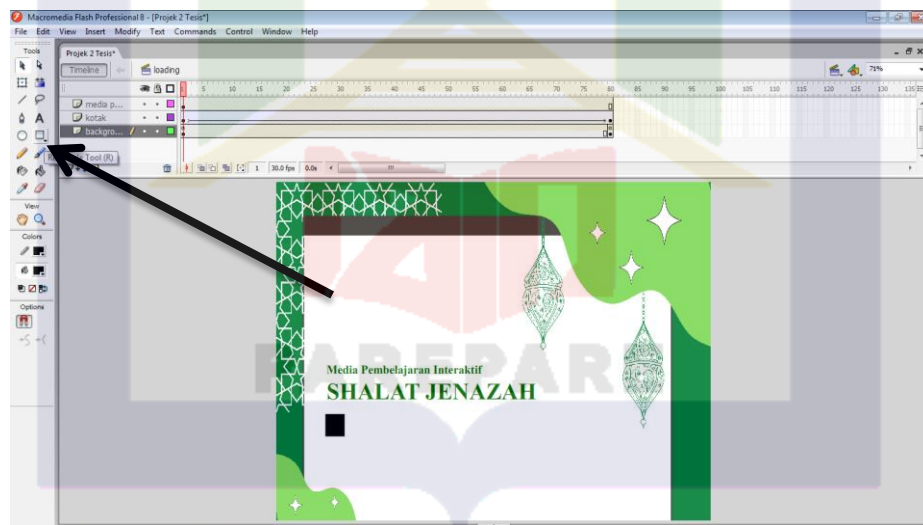 Macromedia Flash Professional 8 - [Projek 2 Tesis*]
File Edit View Insert Modify Text Commands Control Window Help
Tools
Projek 2 Tesis*
Timeline
loading
71%
5 10 15 20 25 30 35 40 45 50 55 60 65 70 75 80 85 90 95 100 105 110 115 120 125 130 135
media p...
kotak
backgro...
Tool (R)
1 30.0 fps 0.0s
View
Colors
Options
Media Pembelajaran Interaktif
SHALAT JENAZAH
PAREPARE